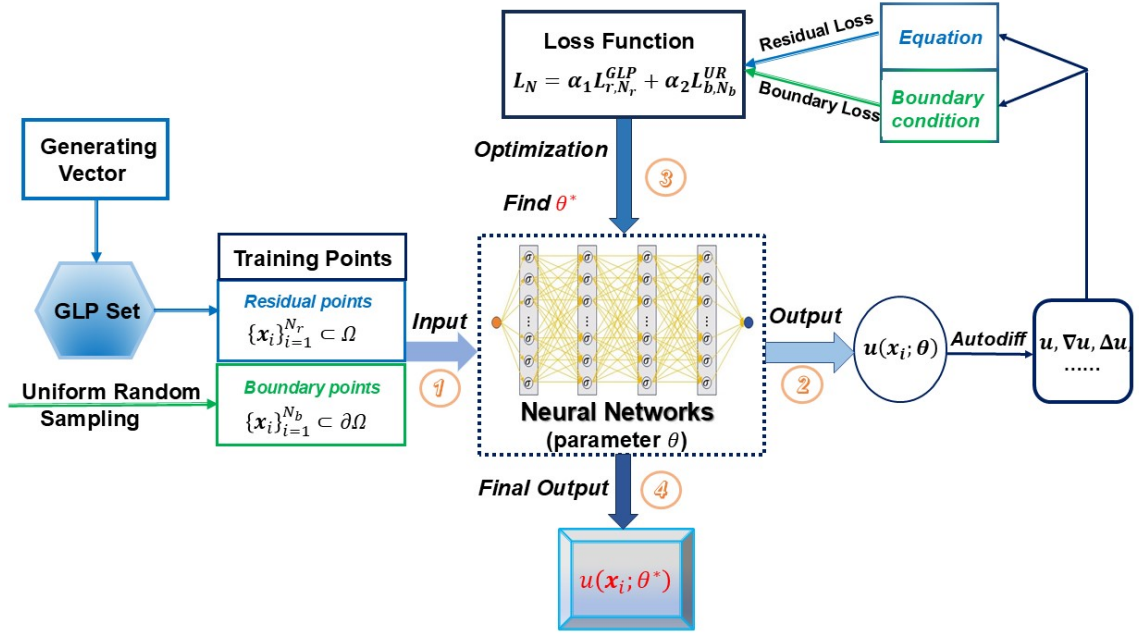 Generating
Vector
GLP Set
Uniform Random
Sampling
Training Points
Residual points
{x_i}_{i=1}^{N_r} ⊂ Ω
Boundary points
{x_i}_{i=1}^{N_b} ⊂ ∂Ω
Input
①
Loss Function
L_N = α_1 L_{r,N_r}^{GLP} + α_2 L_{b,N_b}^{UR}
Residual Loss
Boundary Loss
Equation
Boundary
condition
Optimization
③
Find θ*
σ σ σ σ
σ σ σ σ
σ σ σ σ
⋮ ⋮ ⋮ ⋮
σ σ σ σ
σ σ σ σ
σ σ σ σ
Neural Networks
(parameter θ)
Output
②
u(x_i; θ)
Autodiff
u, ∇u, Δu,
······
Final Output
④
u(x_i; θ*)